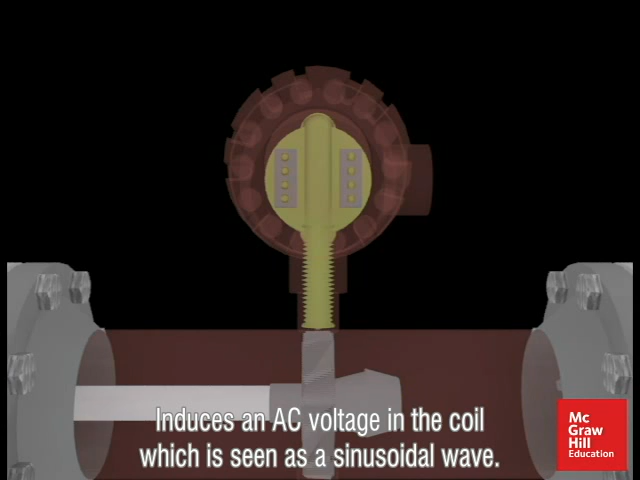 Induces an AC voltage in the coil
which is seen as a sinusoidal wave.
Mc
Graw
Hill
Education